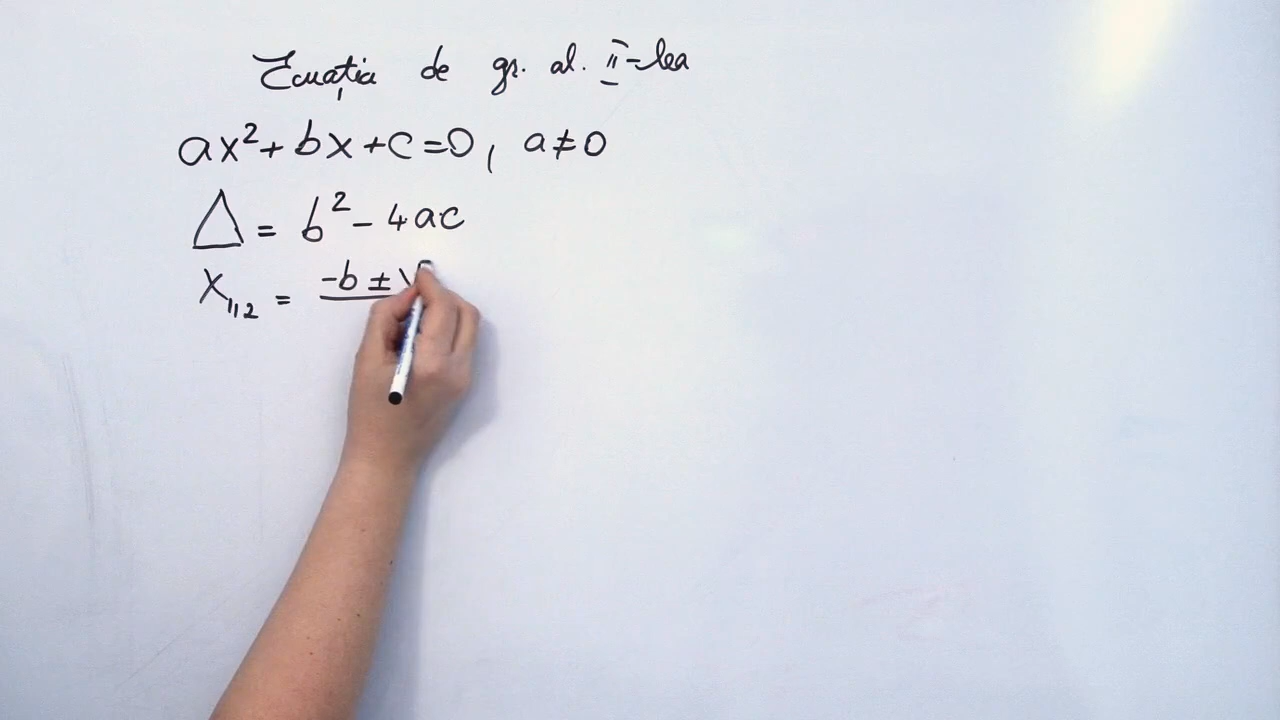 Ecuația de gr. al. II-lea
ax²+bx+c=0, a≠0
Δ = b²-4ac
x₁,₂ = -b ± √